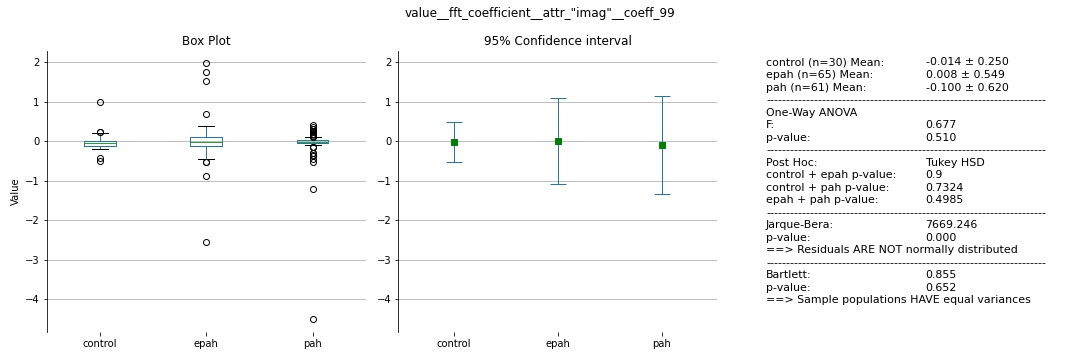 value__fft_coefficient__attr_"imag"__coeff_99
Box Plot
2
1
0
−1
−2
−3
−4
Value
control
epah
pah
95% Confidence interval
2
1
0
−1
−2
−3
−4
control
epah
pah
control (n=30) Mean: -0.014 ± 0.250
epah (n=65) Mean: 0.008 ± 0.549
pah (n=61) Mean: -0.100 ± 0.620
One-Way ANOVA
F: 0.677
p-value: 0.510
Post Hoc: Tukey HSD
control + epah p-value: 0.9
control + pah p-value: 0.7324
epah + pah p-value: 0.4985
Jarque-Bera: 7669.246
p-value: 0.000
==> Residuals ARE NOT normally distributed
Bartlett: 0.855
p-value: 0.652
==> Sample populations HAVE equal variances